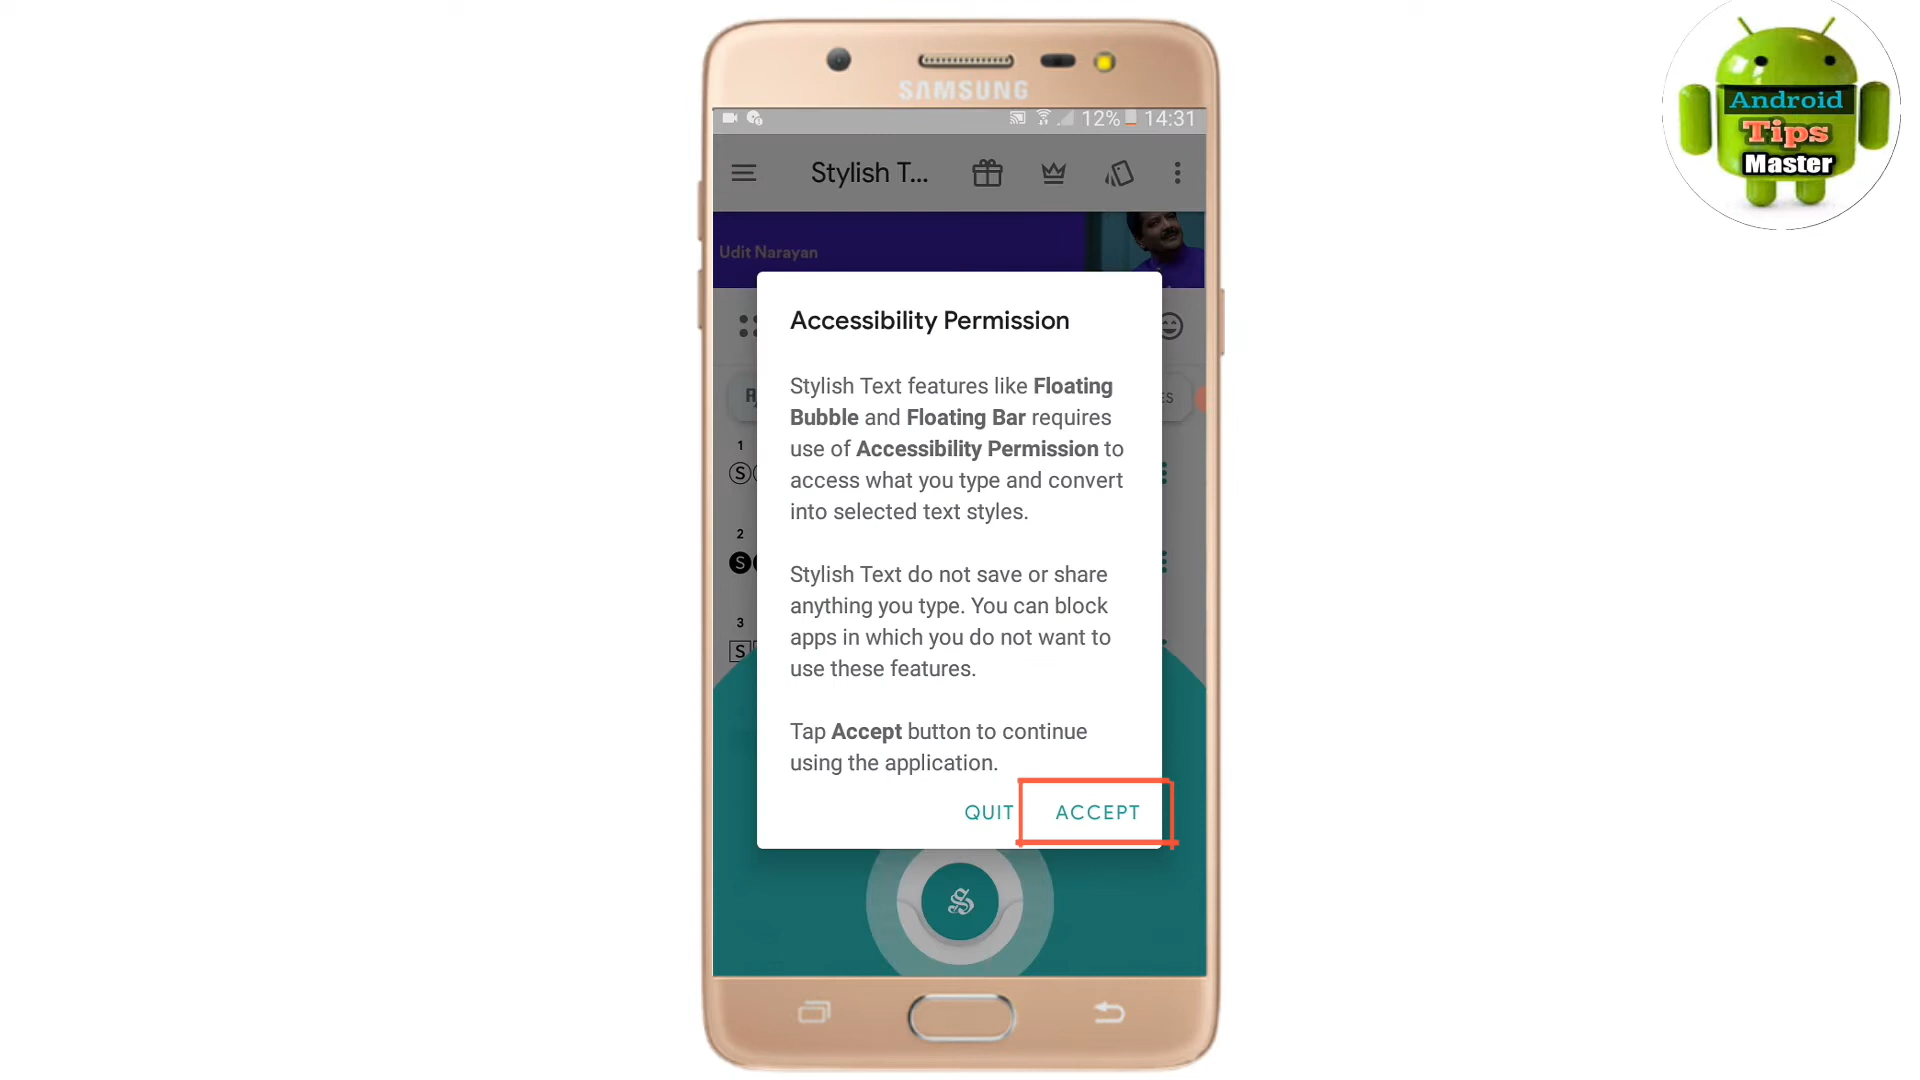 SAMSUNG
12% 14:31
Stylish T...
Udit Narayan
Accessibility Permission
Stylish Text features like Floating
Bubble and Floating Bar requires
use of Accessibility Permission to
access what you type and convert
into selected text styles.
Stylish Text do not save or share
anything you type. You can block
apps in which you do not want to
use these features.
Tap Accept button to continue
using the application.
QUIT ACCEPT
1
S
2
S
3
S
Android
Tips
Master